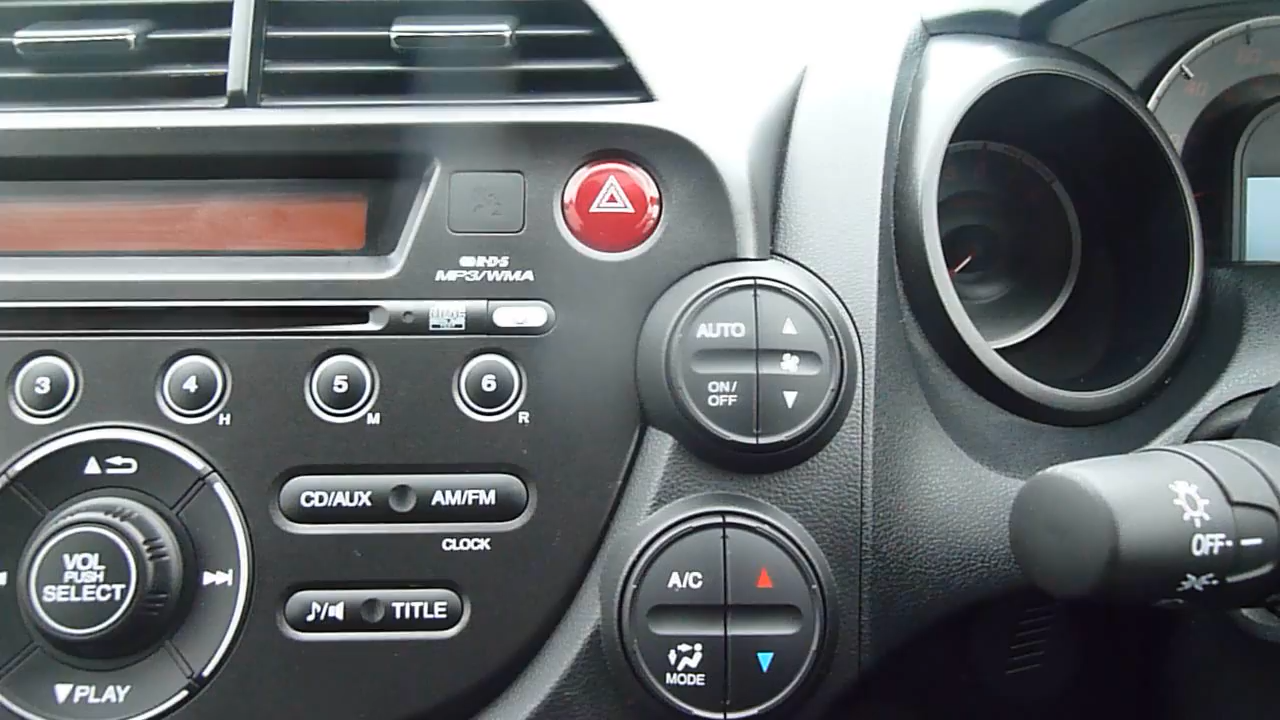 R·D·S
MP3/WMA
3
4
5
6
H
M
R
AUTO
ON/
OFF
CD/AUX
AM/FM
CLOCK
VOL
PUSH
SELECT
TITLE
PLAY
A/C
MODE
OFF